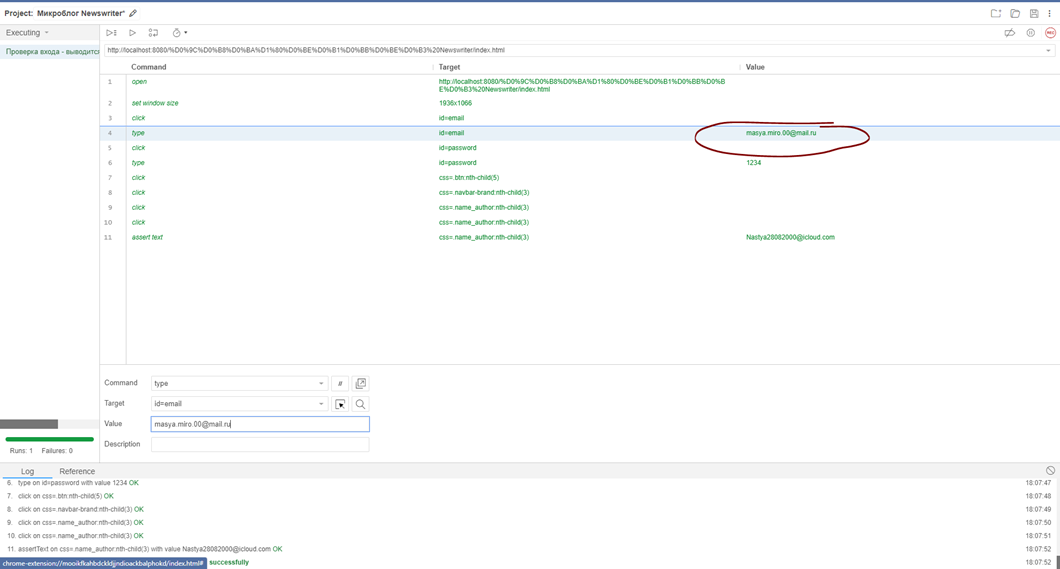 Project: Микроблог Newswriter*
Executing
Проверка входа - выводится
http://localhost:8080/%D0%9C%D0%B8%D0%BA%D1%80%D0%BE%D0%B1%D0%BB%D0%BE%D0%B3%20Newswriter/index.html
Command Target Value
1 open http://localhost:8080/%D0%9C%D0%B8%D0%BA%D1%80%D0%BE%D0%B1%D0%BB%D0%B
E%D0%B3%20Newswriter/index.html
2 set window size 1936x1066
3 click id=email
4 type id=email masya.miro.00@mail.ru
5 click id=password
6 type id=password 1234
7 click css=.btn:nth-child(5)
8 click css=.navbar-brand:nth-child(3)
9 click css=.name_author:nth-child(3)
10 click css=.name_author:nth-child(3)
11 assert text css=.name_author:nth-child(3) Nastya28082000@icloud.com
Command type //
Target id=email
Value masya.miro.00@mail.ru
Description
Runs: 1 Failures: 0
Log Reference
6. type on id=password with value 1234 OK 18:07:47
7. click on css=.btn:nth-child(5) OK 18:07:48
8. click on css=.navbar-brand:nth-child(3) OK 18:07:49
9. click on css=.name_author:nth-child(3) OK 18:07:50
10. click on css=.name_author:nth-child(3) OK 18:07:51
11. assertText on css=.name_author:nth-child(3) with value Nastya28082000@icloud.com OK 18:07:52
chrome-extension://mooikfkahbdckldjjndioackbalphokd/index.html# successfully 18:07:52